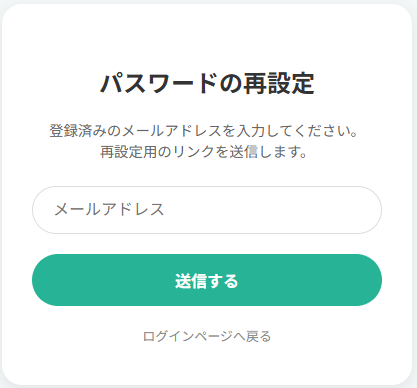 パスワードの再設定
登録済みのメールアドレスを入力してください。
再設定用のリンクを送信します。
メールアドレス
送信する
ログインページへ戻る